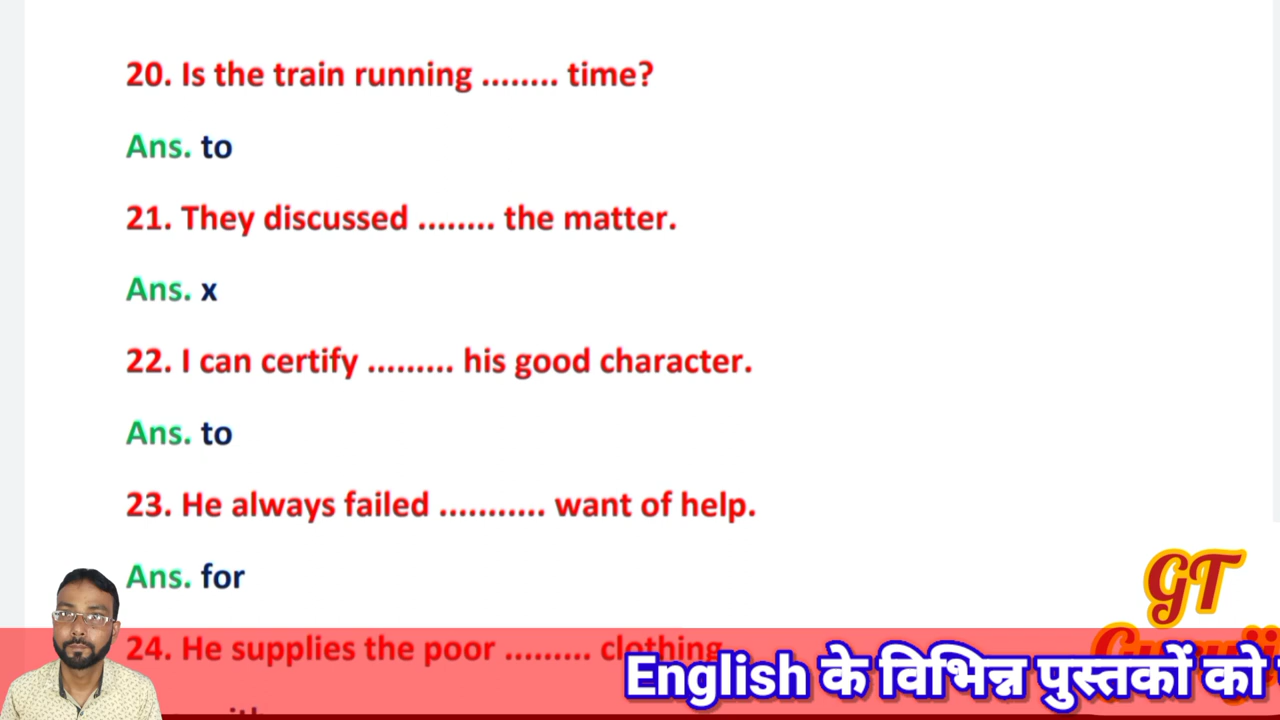 20. Is the train running ........ time?
Ans. to
21. They discussed ........ the matter.
Ans. x
22. I can certify ......... his good character.
Ans. to
23. He always failed ........... want of help.
Ans. for
GT
24. He supplies the poor ......... clothing
English के विभिन्न पुस्तकों को